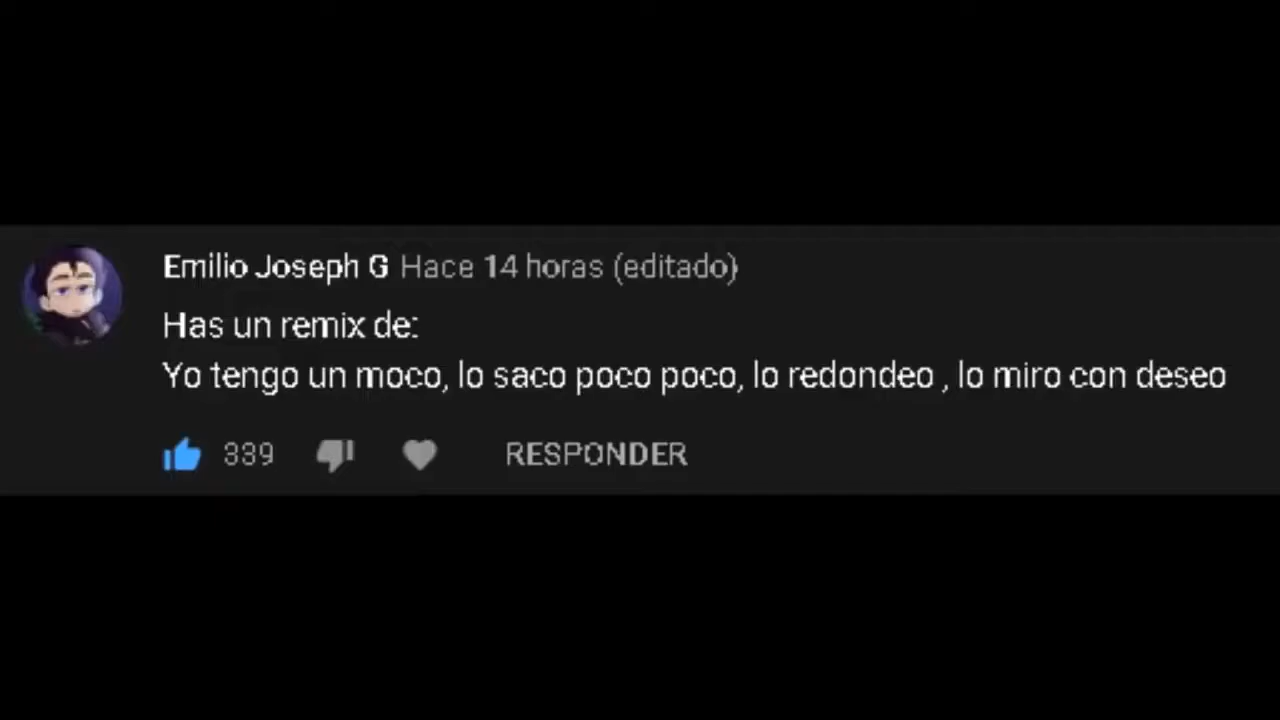 Emilio Joseph G Hace 14 horas (editado)
Has un remix de:
Yo tengo un moco, lo saco poco poco, lo redondeo , lo miro con deseo
339 RESPONDER